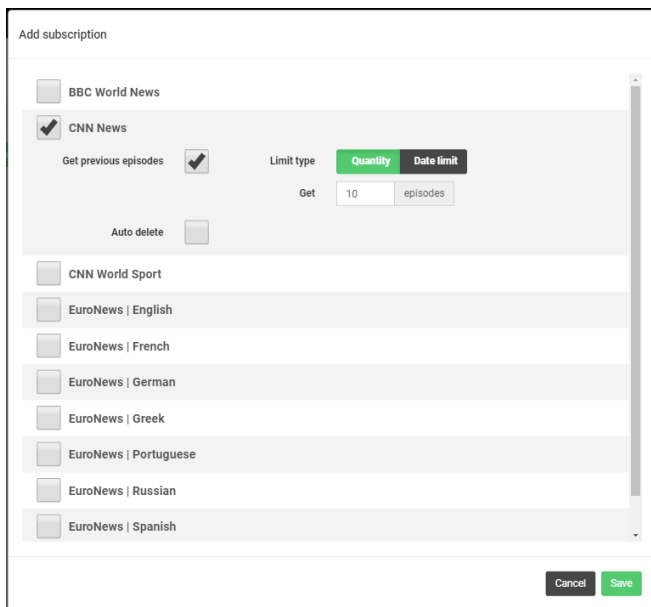 Add subscription
BBC World News
CNN News
Get previous episodes Limit type Quantity Date limit
Get 10 episodes
Auto delete
CNN World Sport
EuroNews | English
EuroNews | French
EuroNews | German
EuroNews | Greek
EuroNews | Portuguese
EuroNews | Russian
EuroNews | Spanish
Cancel Save